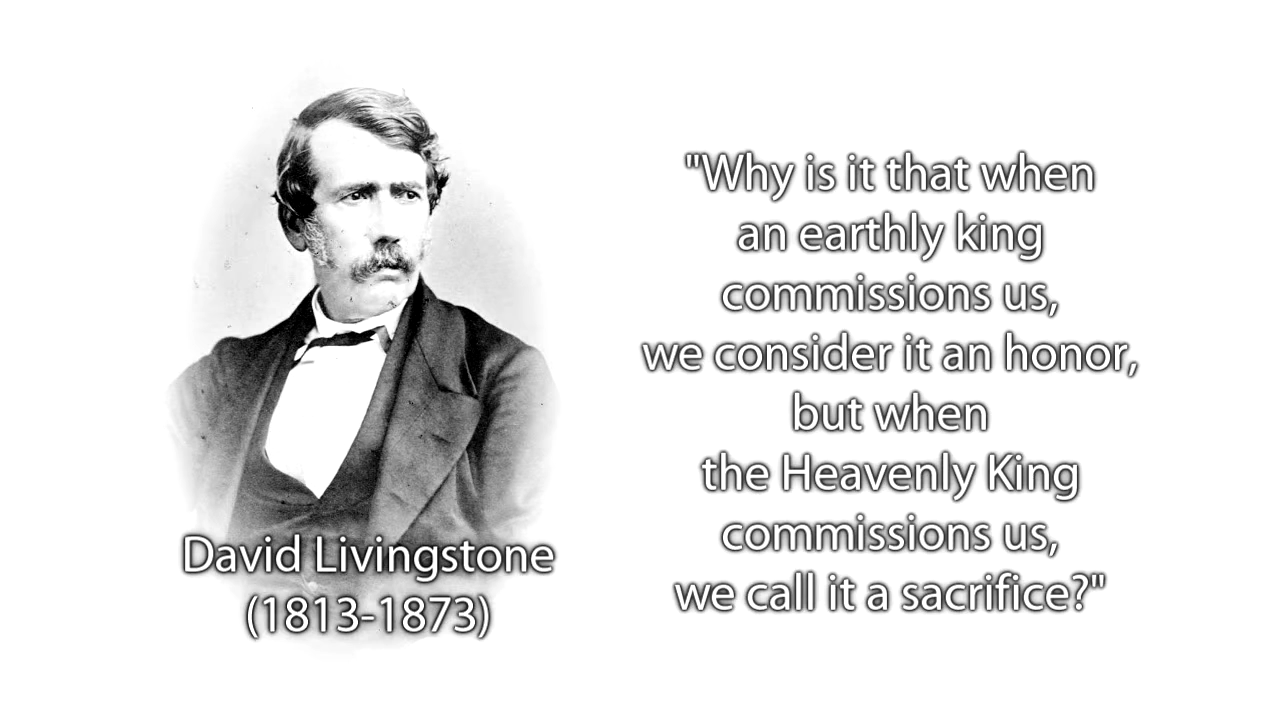 David Livingstone
(1813-1873)
"Why is it that when
an earthly king
commissions us,
we consider it an honor,
but when
the Heavenly King
commissions us,
we call it a sacrifice?"